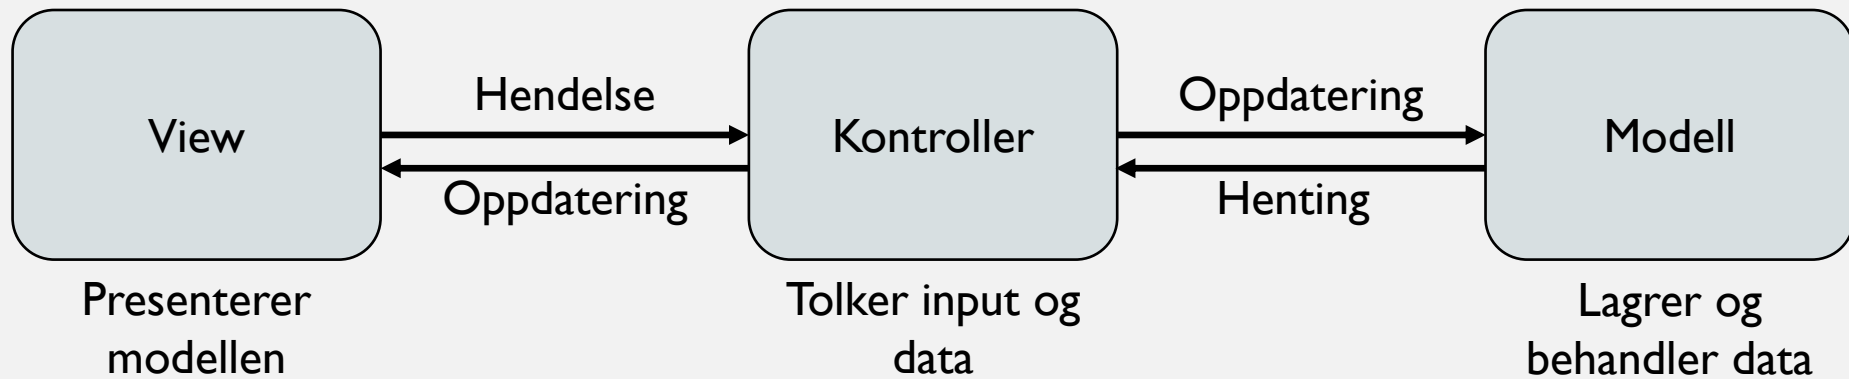 View
Hendelse
Oppdatering
Kontroller
Oppdatering
Henting
Modell
Presenterer
modellen
Tolker input og
data
Lagrer og
behandler data